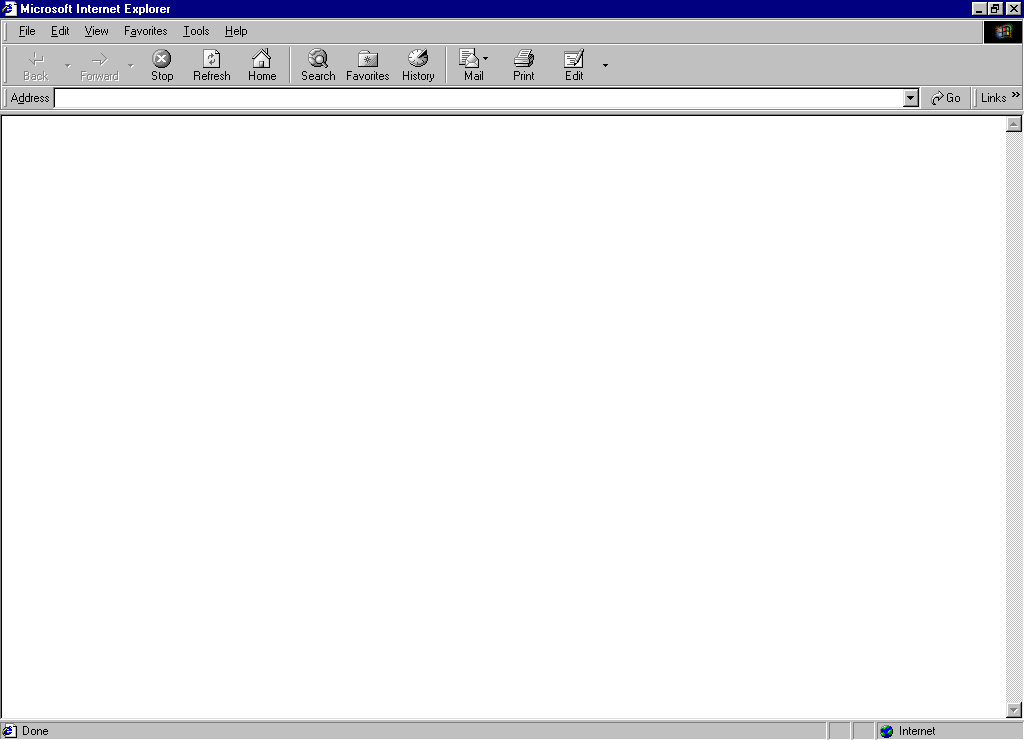 Microsoft Internet Explorer
File Edit View Favorites Tools Help
Back Forward Stop Refresh Home Search Favorites History Mail Print Edit
Address Go Links »
Done Internet